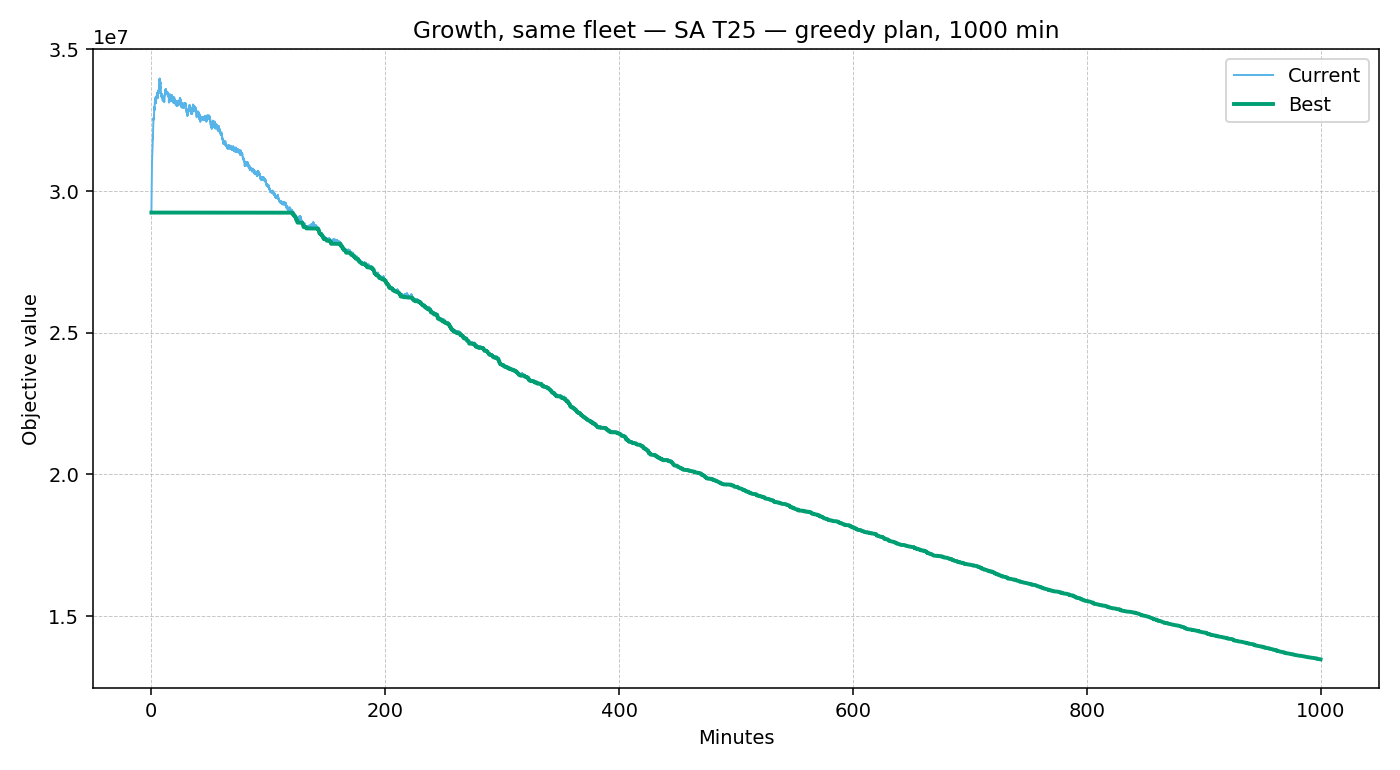 Growth, same fleet — SA T25 — greedy plan, 1000 min
1e7
3.5
3.0
2.5
2.0
1.5
Objective value
Current
Best
0
200
400
600
800
1000
Minutes